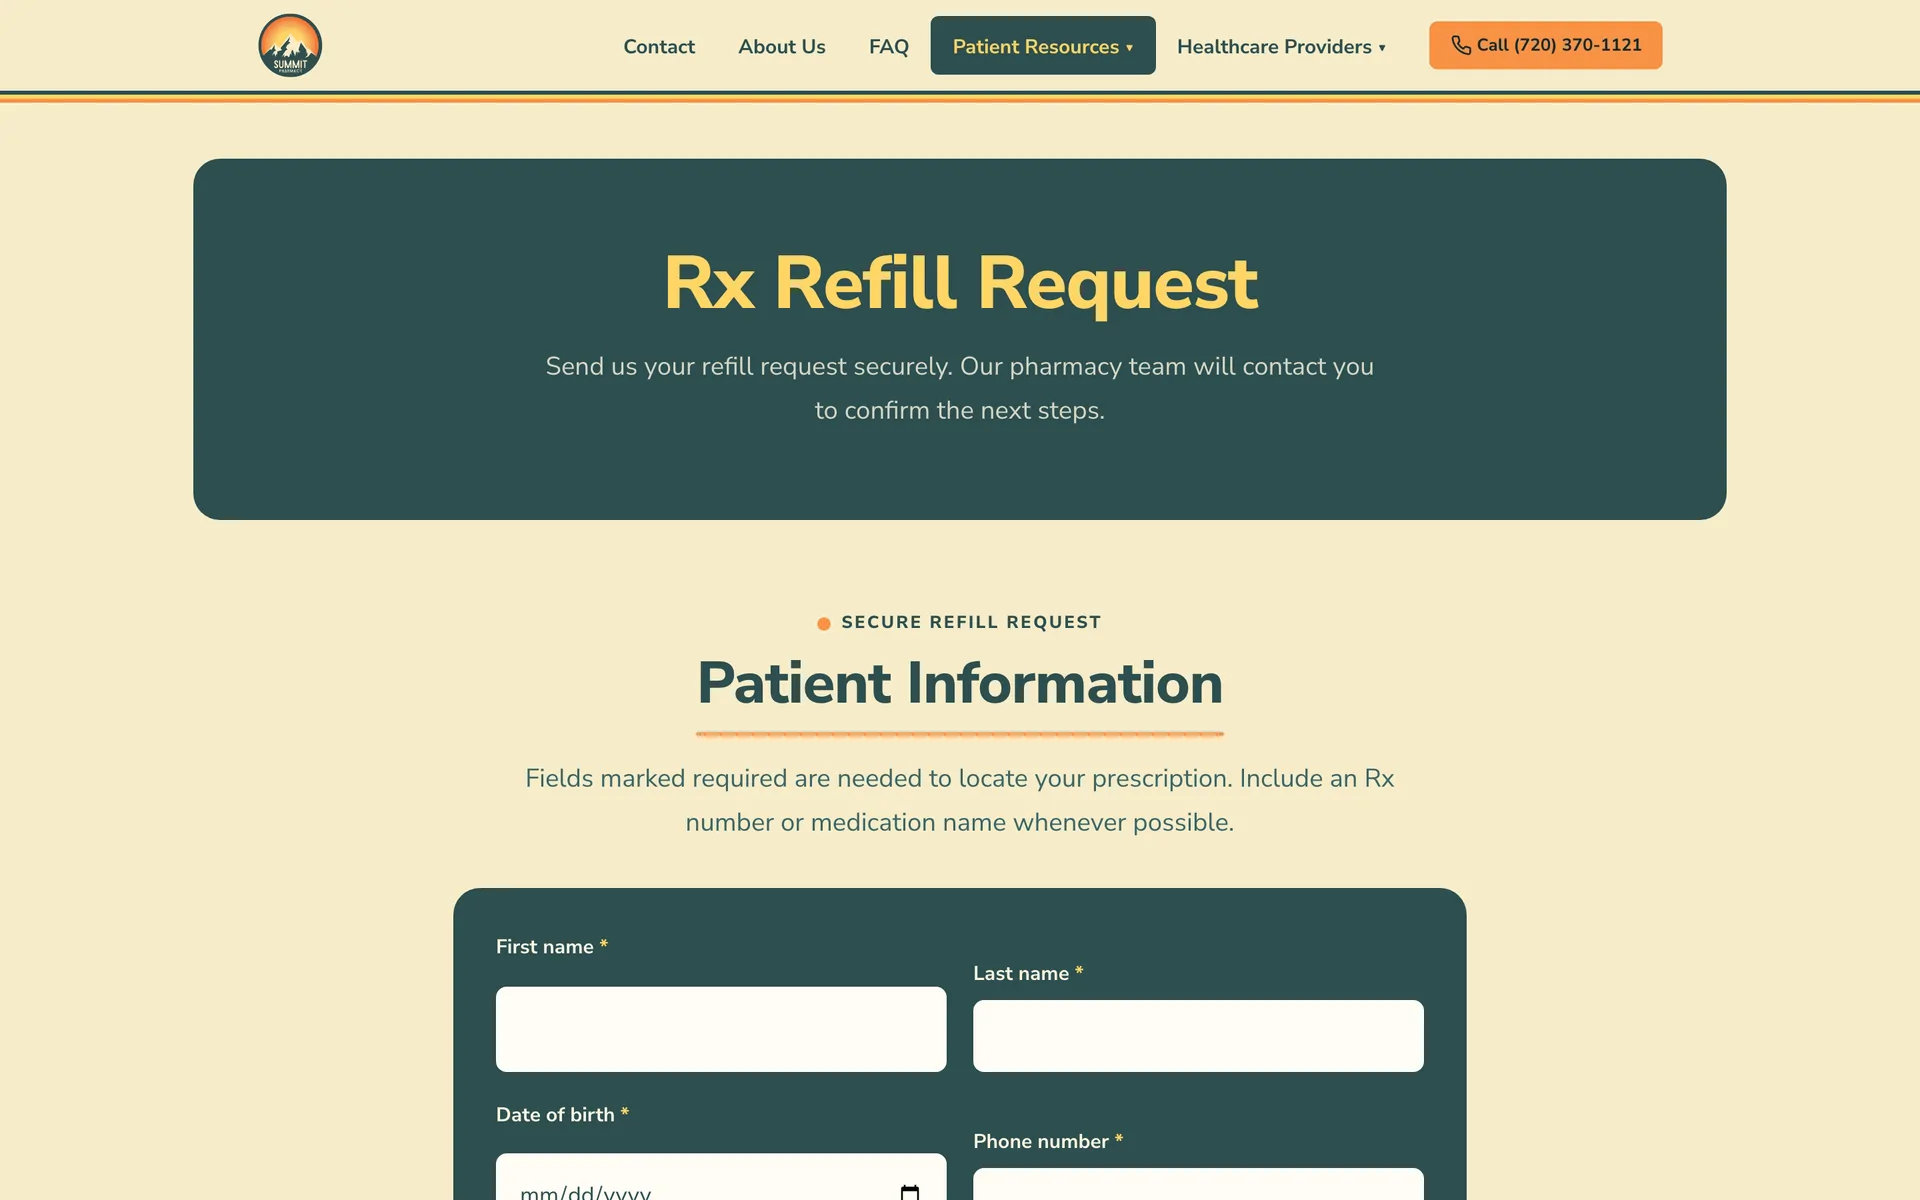 SUMMIT
PHARMACY
Contact
About Us
FAQ
Patient Resources ▾
Healthcare Providers ▾
Call (720) 370-1121
Rx Refill Request
Send us your refill request securely. Our pharmacy team will contact you
to confirm the next steps.
SECURE REFILL REQUEST
Patient Information
Fields marked required are needed to locate your prescription. Include an Rx
number or medication name whenever possible.
First name *
Last name *
Date of birth *
Phone number *
mm/dd/yyyy